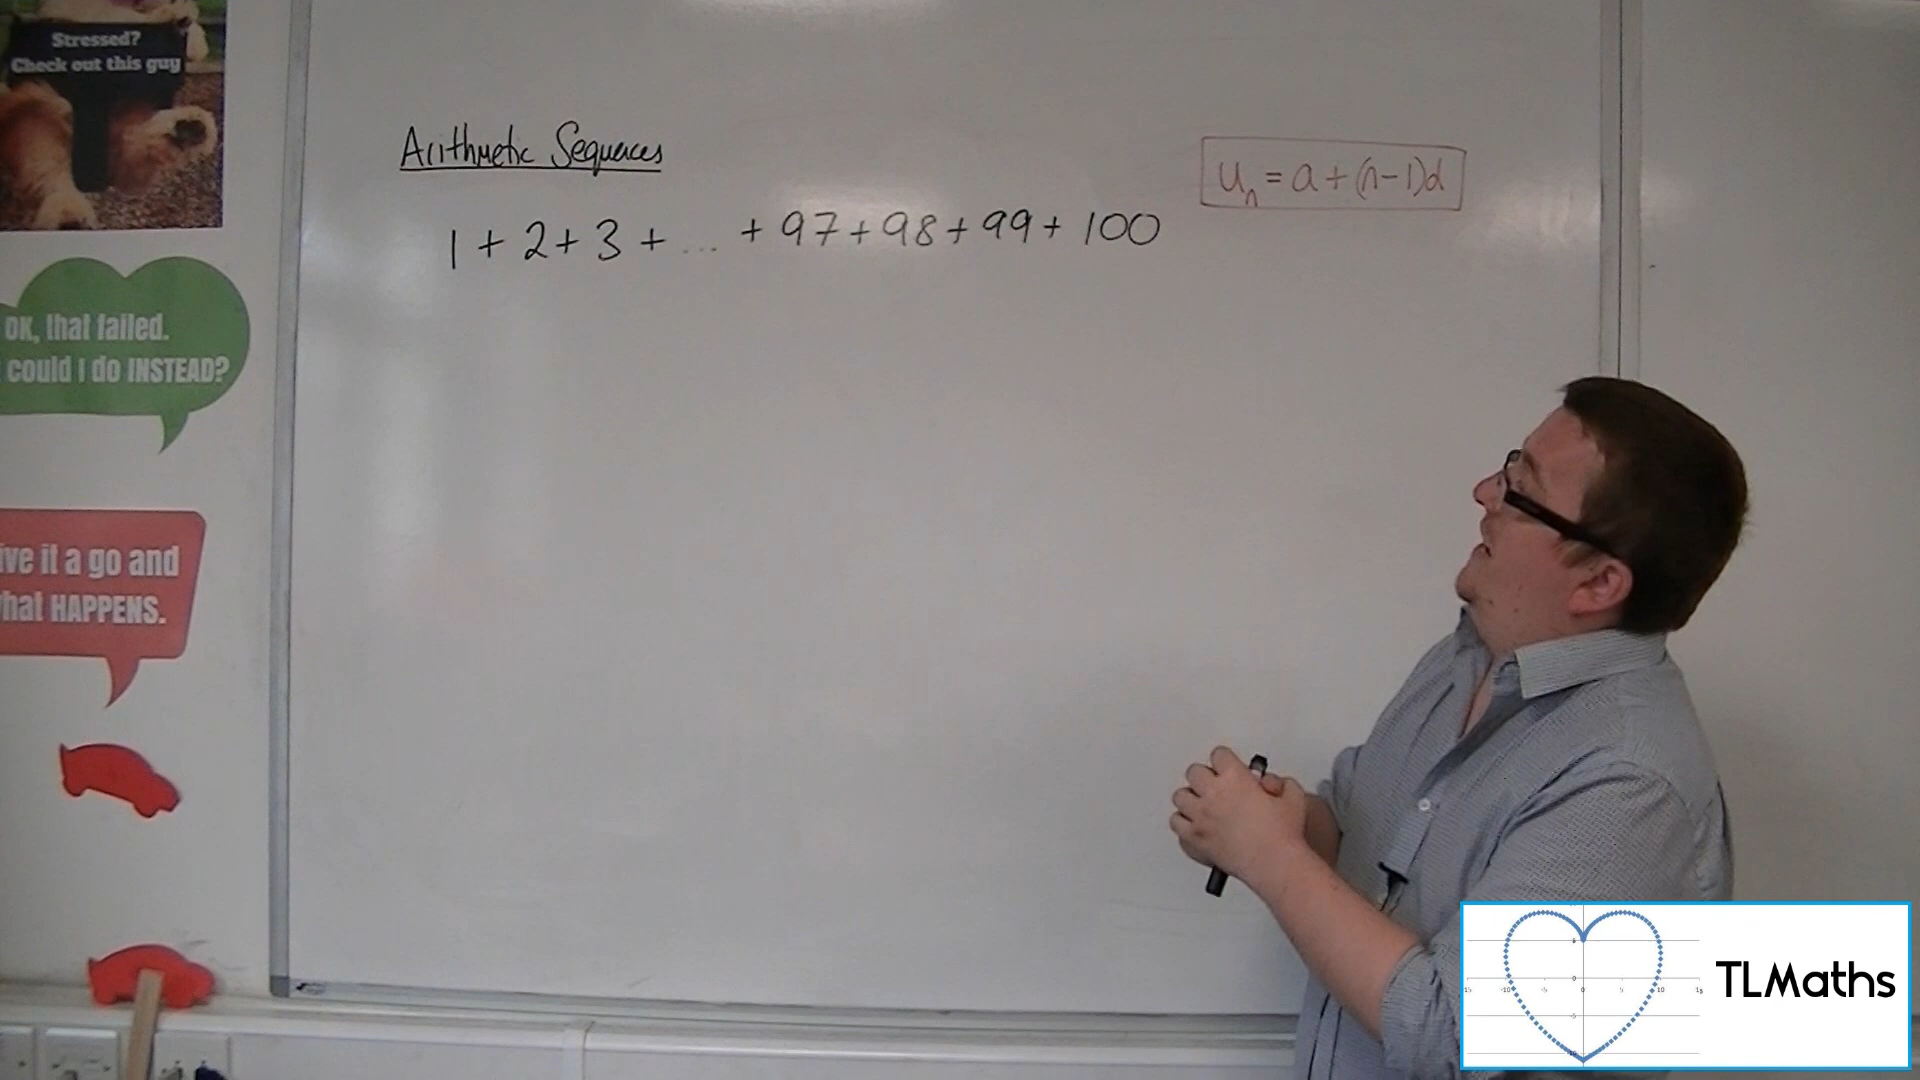 Stressed?
Check out this guy
Arithmetic Sequences
uₙ = a + (n-1)d
1 + 2 + 3 + ... + 97 + 98 + 99 + 100
OK, that failed.
could I do INSTEAD?
ive it a go and
hat HAPPENS.
TLMaths